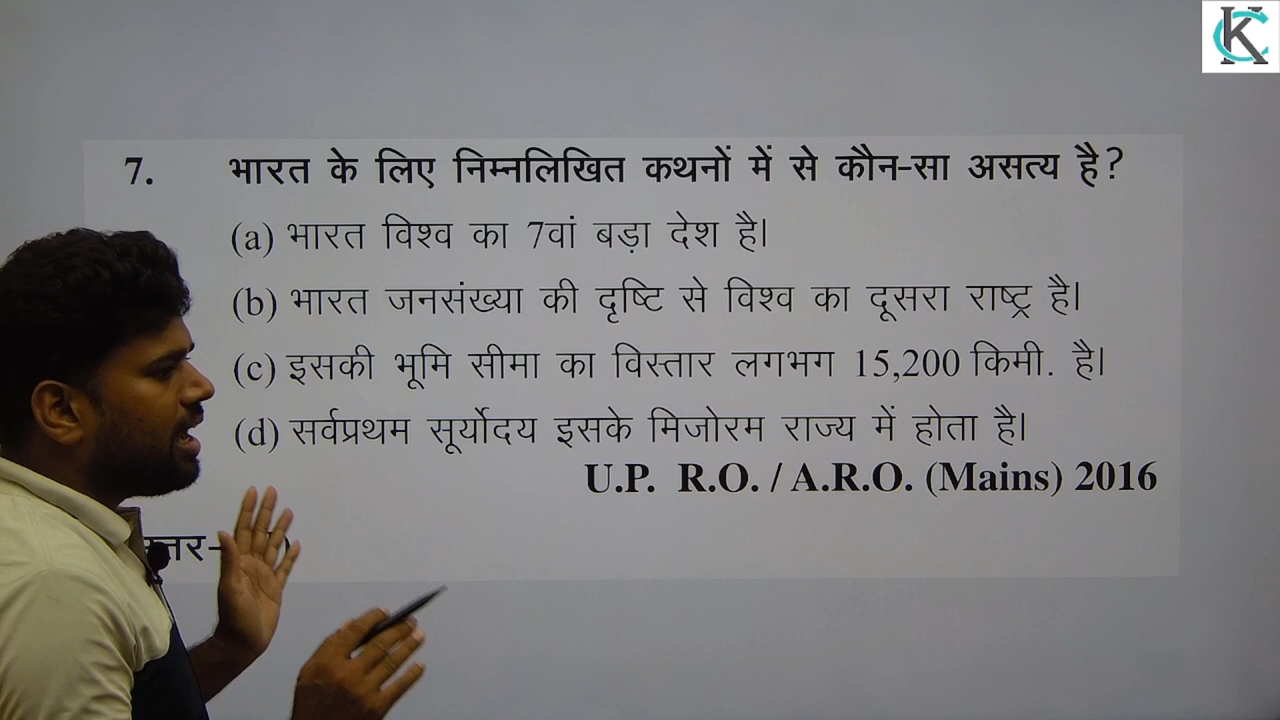 7. भारत के लिए निम्नलिखित कथनों में से कौन-सा असत्य है?
(a) भारत विश्व का 7वां बड़ा देश है।
(b) भारत जनसंख्या की दृष्टि से विश्व का दूसरा राष्ट्र है।
(c) इसकी भूमि सीमा का विस्तार लगभग 15,200 किमी. है।
(d) सर्वप्रथम सूर्योदय इसके मिजोरम राज्य में होता है।
U.P. R.O. / A.R.O. (Mains) 2016